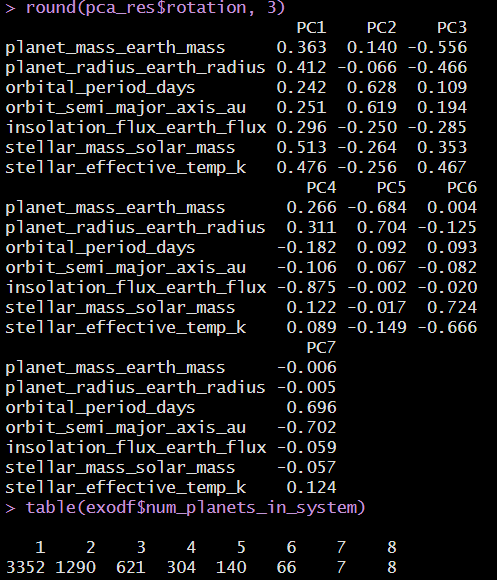 > round(pca_res$rotation, 3)
PC1 PC2 PC3
planet_mass_earth_mass 0.363 0.140 -0.556
planet_radius_earth_radius 0.412 -0.066 -0.466
orbital_period_days 0.242 0.628 0.109
orbit_semi_major_axis_au 0.251 0.619 0.194
insolation_flux_earth_flux 0.296 -0.250 -0.285
stellar_mass_solar_mass 0.513 -0.264 0.353
stellar_effective_temp_k 0.476 -0.256 0.467
PC4 PC5 PC6
planet_mass_earth_mass 0.266 -0.684 0.004
planet_radius_earth_radius 0.311 0.704 -0.125
orbital_period_days -0.182 0.092 0.093
orbit_semi_major_axis_au -0.106 0.067 -0.082
insolation_flux_earth_flux -0.875 -0.002 -0.020
stellar_mass_solar_mass 0.122 -0.017 0.724
stellar_effective_temp_k 0.089 -0.149 -0.666
PC7
planet_mass_earth_mass -0.006
planet_radius_earth_radius -0.005
orbital_period_days 0.696
orbit_semi_major_axis_au -0.702
insolation_flux_earth_flux -0.059
stellar_mass_solar_mass -0.057
stellar_effective_temp_k 0.124
> table(exodf$num_planets_in_system)
1 2 3 4 5 6 7 8
3352 1290 621 304 140 66 7 8